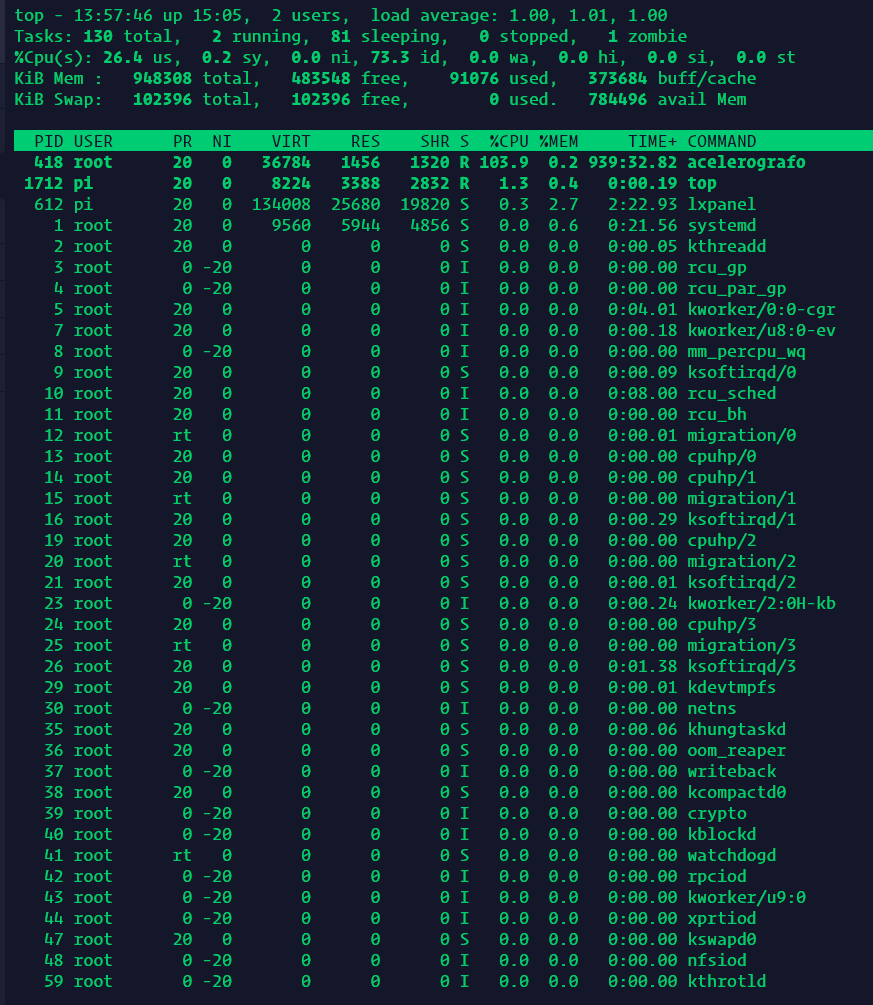 top - 13:57:46 up 15:05,  2 users,  load average: 1.00, 1.01, 1.00
Tasks: 130 total,   2 running,  81 sleeping,   0 stopped,   1 zombie
%Cpu(s): 26.4 us,  0.2 sy,  0.0 ni, 73.3 id,  0.0 wa,  0.0 hi,  0.0 si,  0.0 st
KiB Mem :   948308 total,   483548 free,    91076 used,   373684 buff/cache
KiB Swap:   102396 total,   102396 free,        0 used.   784496 avail Mem
  PID USER      PR  NI    VIRT    RES    SHR S  %CPU %MEM     TIME+ COMMAND
  418 root      20   0   36784   1456   1320 R 103.9  0.2 939:32.82 acelerografo
 1712 pi        20   0    8224   3388   2832 R   1.3  0.4   0:00.19 top
  612 pi        20   0  134008  25680  19820 S   0.3  2.7   2:22.93 lxpanel
    1 root      20   0    9560   5944   4856 S   0.0  0.6   0:21.56 systemd
    2 root      20   0       0      0      0 S   0.0  0.0   0:00.05 kthreadd
    3 root       0 -20       0      0      0 I   0.0  0.0   0:00.00 rcu_gp
    4 root       0 -20       0      0      0 I   0.0  0.0   0:00.00 rcu_par_gp
    5 root      20   0       0      0      0 I   0.0  0.0   0:04.01 kworker/0:0-cgr
    7 root      20   0       0      0      0 I   0.0  0.0   0:00.18 kworker/u8:0-ev
    8 root       0 -20       0      0      0 I   0.0  0.0   0:00.00 mm_percpu_wq
    9 root      20   0       0      0      0 S   0.0  0.0   0:00.09 ksoftirqd/0
   10 root      20   0       0      0      0 I   0.0  0.0   0:08.00 rcu_sched
   11 root      20   0       0      0      0 I   0.0  0.0   0:00.00 rcu_bh
   12 root      rt   0       0      0      0 S   0.0  0.0   0:00.01 migration/0
   13 root      20   0       0      0      0 S   0.0  0.0   0:00.00 cpuhp/0
   14 root      20   0       0      0      0 S   0.0  0.0   0:00.00 cpuhp/1
   15 root      rt   0       0      0      0 S   0.0  0.0   0:00.00 migration/1
   16 root      20   0       0      0      0 S   0.0  0.0   0:00.29 ksoftirqd/1
   19 root      20   0       0      0      0 S   0.0  0.0   0:00.00 cpuhp/2
   20 root      rt   0       0      0      0 S   0.0  0.0   0:00.00 migration/2
   21 root      20   0       0      0      0 S   0.0  0.0   0:00.01 ksoftirqd/2
   23 root       0 -20       0      0      0 I   0.0  0.0   0:00.24 kworker/2:0H-kb
   24 root      20   0       0      0      0 S   0.0  0.0   0:00.00 cpuhp/3
   25 root      rt   0       0      0      0 S   0.0  0.0   0:00.00 migration/3
   26 root      20   0       0      0      0 S   0.0  0.0   0:01.38 ksoftirqd/3
   29 root      20   0       0      0      0 S   0.0  0.0   0:00.01 kdevtmpfs
   30 root       0 -20       0      0      0 I   0.0  0.0   0:00.00 netns
   35 root      20   0       0      0      0 S   0.0  0.0   0:00.06 khungtaskd
   36 root      20   0       0      0      0 S   0.0  0.0   0:00.00 oom_reaper
   37 root       0 -20       0      0      0 I   0.0  0.0   0:00.00 writeback
   38 root      20   0       0      0      0 S   0.0  0.0   0:00.00 kcompactd0
   39 root       0 -20       0      0      0 I   0.0  0.0   0:00.00 crypto
   40 root       0 -20       0      0      0 I   0.0  0.0   0:00.00 kblockd
   41 root      rt   0       0      0      0 S   0.0  0.0   0:00.00 watchdogd
   42 root       0 -20       0      0      0 I   0.0  0.0   0:00.00 rpciod
   43 root       0 -20       0      0      0 I   0.0  0.0   0:00.00 kworker/u9:0
   44 root       0 -20       0      0      0 I   0.0  0.0   0:00.00 xprtiod
   47 root      20   0       0      0      0 S   0.0  0.0   0:00.00 kswapd0
   48 root       0 -20       0      0      0 I   0.0  0.0   0:00.00 nfsiod
   59 root       0 -20       0      0      0 I   0.0  0.0   0:00.00 kthrotld